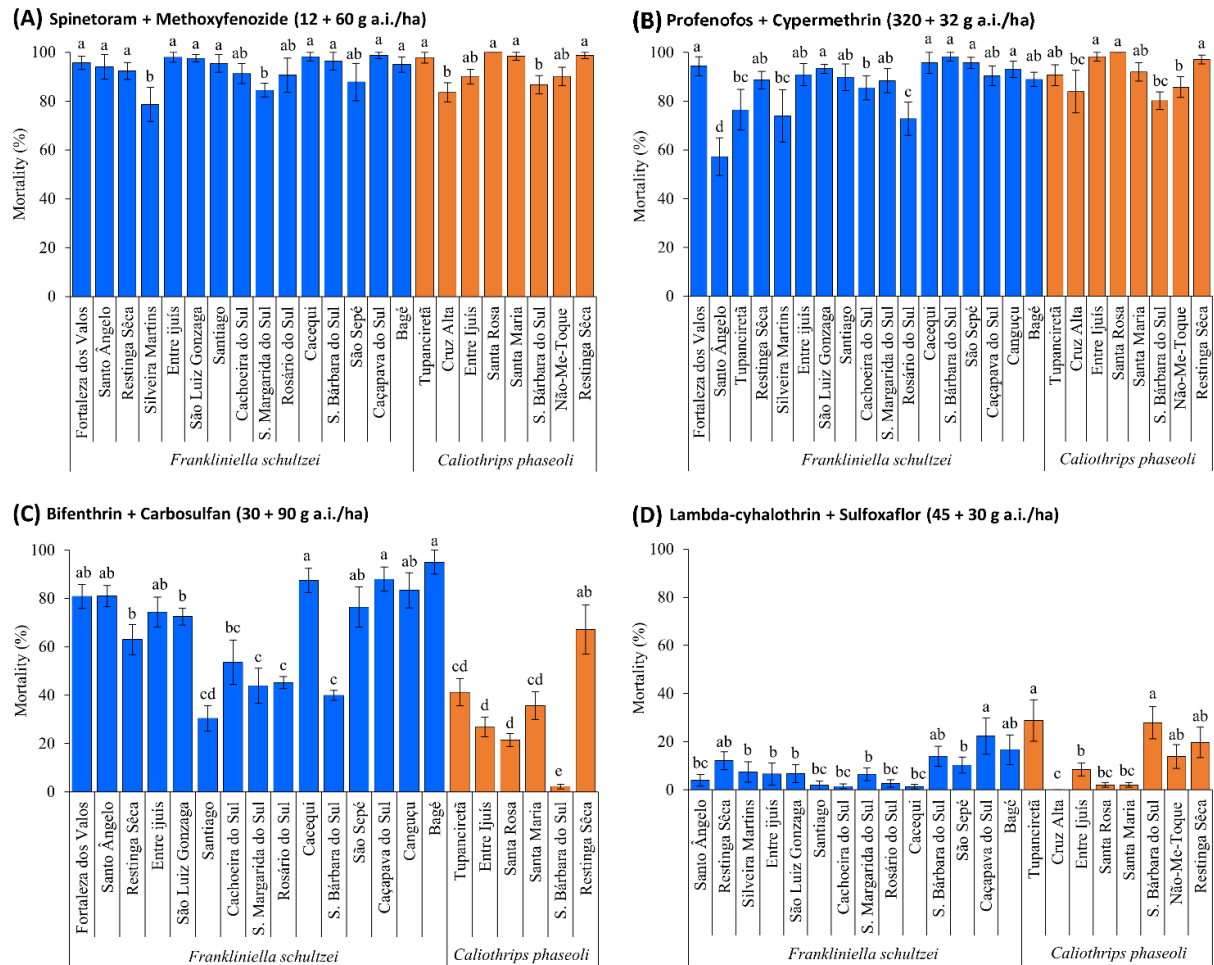 (A) Spinetoram + Methoxyfenozide (12 + 60 g a.i./ha)
Mortality (%)
100
80
60
40
20
0
a a a b a a a ab b ab a a ab a a a b ab a a b ab a
Fortaleza dos Valos
Santo Ângelo
Restinga Sêca
Silveira Martins
Entre ijuís
São Luiz Gonzaga
Santiago
Cachoeira do Sul
S. Margarida do Sul
Rosário do Sul
Cacequi
S. Bárbara do Sul
São Sepé
Caçapava do Sul
Bagé
Tupanciretã
Cruz Alta
Entre Ijuís
Santa Rosa
Santa Maria
S. Bárbara do Sul
Não-Me-Toque
Restinga Sêca
Frankliniella schultzei
Caliothrips phaseoli
(B) Profenofos + Cypermethrin (320 + 32 g a.i./ha)
Mortality (%)
100
80
60
40
20
0
a d bc ab bc ab a ab b ab c a a a ab a ab ab abc a a ab bc b a
Fortaleza dos Valos
Santo Ângelo
Tupanciretã
Restinga Sêca
Silveira Martins
Entre ijuís
São Luiz Gonzaga
Santiago
Cachoeira do Sul
S. Margarida do Sul
Rosário do Sul
Cacequi
S. Bárbara do Sul
São Sepé
Caçapava do Sul
Canguçu
Bagé
Tupanciretã
Cruz Alta
Entre Ijuís
Santa Rosa
Santa Maria
S. Bárbara do Sul
Não-Me-Toque
Restinga Sêca
Frankliniella schultzei
Caliothrips phaseoli
(C) Bifenthrin + Carbosulfan (30 + 90 g a.i./ha)
Mortality (%)
100
80
60
40
20
0
ab ab b ab b cd bc c c a c ab a ab a cd d d cd e ab
Fortaleza dos Valos
Santo Ângelo
Restinga Sêca
Entre ijuís
São Luiz Gonzaga
Santiago
Cachoeira do Sul
S. Margarida do Sul
Rosário do Sul
Cacequi
S. Bárbara do Sul
São Sepé
Caçapava do Sul
Canguçu
Bagé
Tupanciretã
Entre Ijuís
Santa Rosa
Santa Maria
S. Bárbara do Sul
Restinga Sêca
Frankliniella schultzei
Caliothrips phaseoli
(D) Lambda-cyhalothrin + Sulfoxaflor (45 + 30 g a.i./ha)
Mortality (%)
100
80
60
40
20
0
bc ab b b bc bc bc b bc bc ab b a ab a c b bc bc a ab ab
Santo Ângelo
Restinga Sêca
Silveira Martins
Entre ijuís
São Luiz Gonzaga
Santiago
Cachoeira do Sul
S. Margarida do Sul
Rosário do Sul
Cacequi
S. Bárbara do Sul
São Sepé
Caçapava do Sul
Bagé
Tupanciretã
Cruz Alta
Entre Ijuís
Santa Rosa
Santa Maria
S. Bárbara do Sul
Não-Me-Toque
Restinga Sêca
Frankliniella schultzei
Caliothrips phaseoli